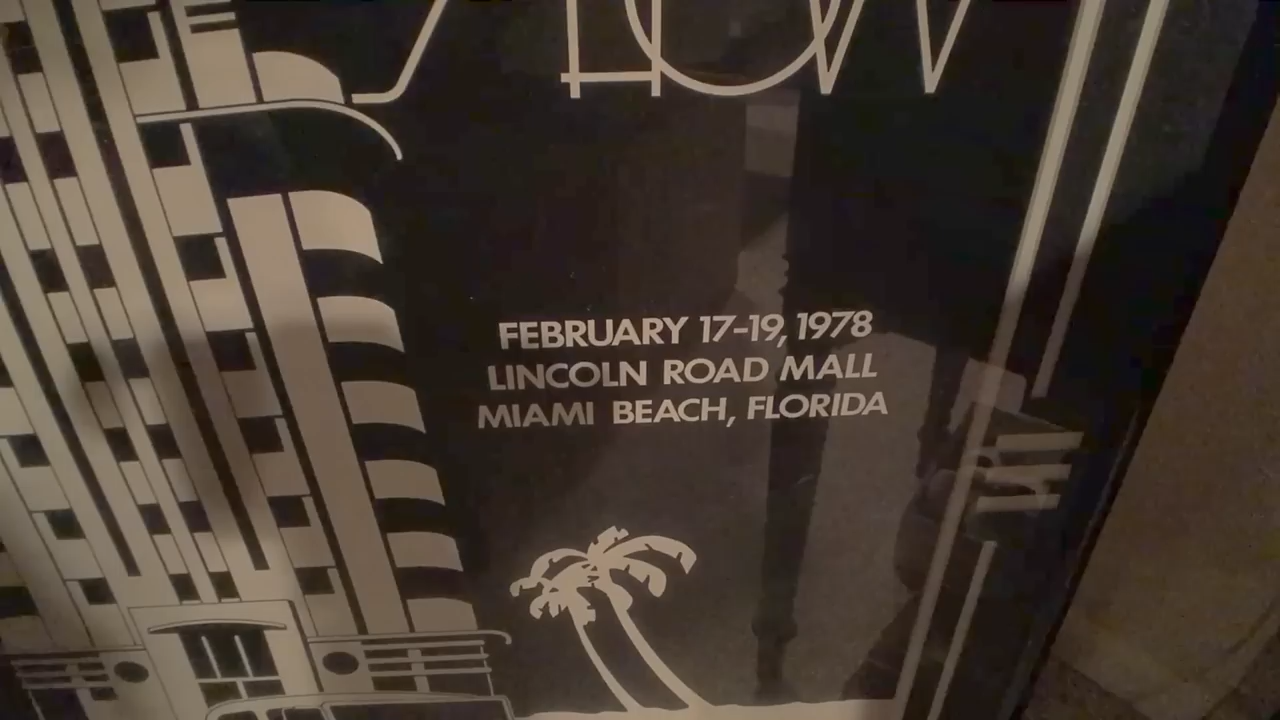 FEBRUARY 17-19, 1978
LINCOLN ROAD MALL
MIAMI BEACH, FLORIDA